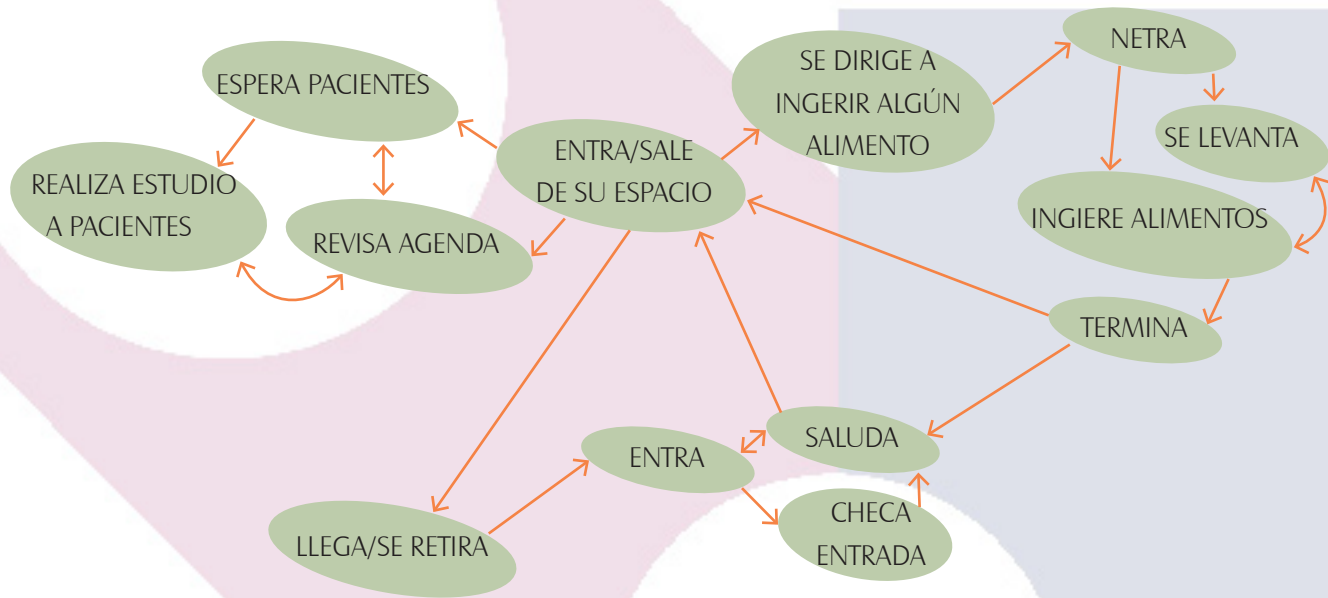 ESPERA PACIENTES
REALIZA ESTUDIO
A PACIENTES
REVISA AGENDA
ENTRA/SALE
DE SU ESPACIO
SE DIRIGE A
INGERIR ALGÚN
ALIMENTO
NETRA
SE LEVANTA
INGIERE ALIMENTOS
TERMINA
SALUDA
ENTRA
CHECA
ENTRADA
LLEGA/SE RETIRA